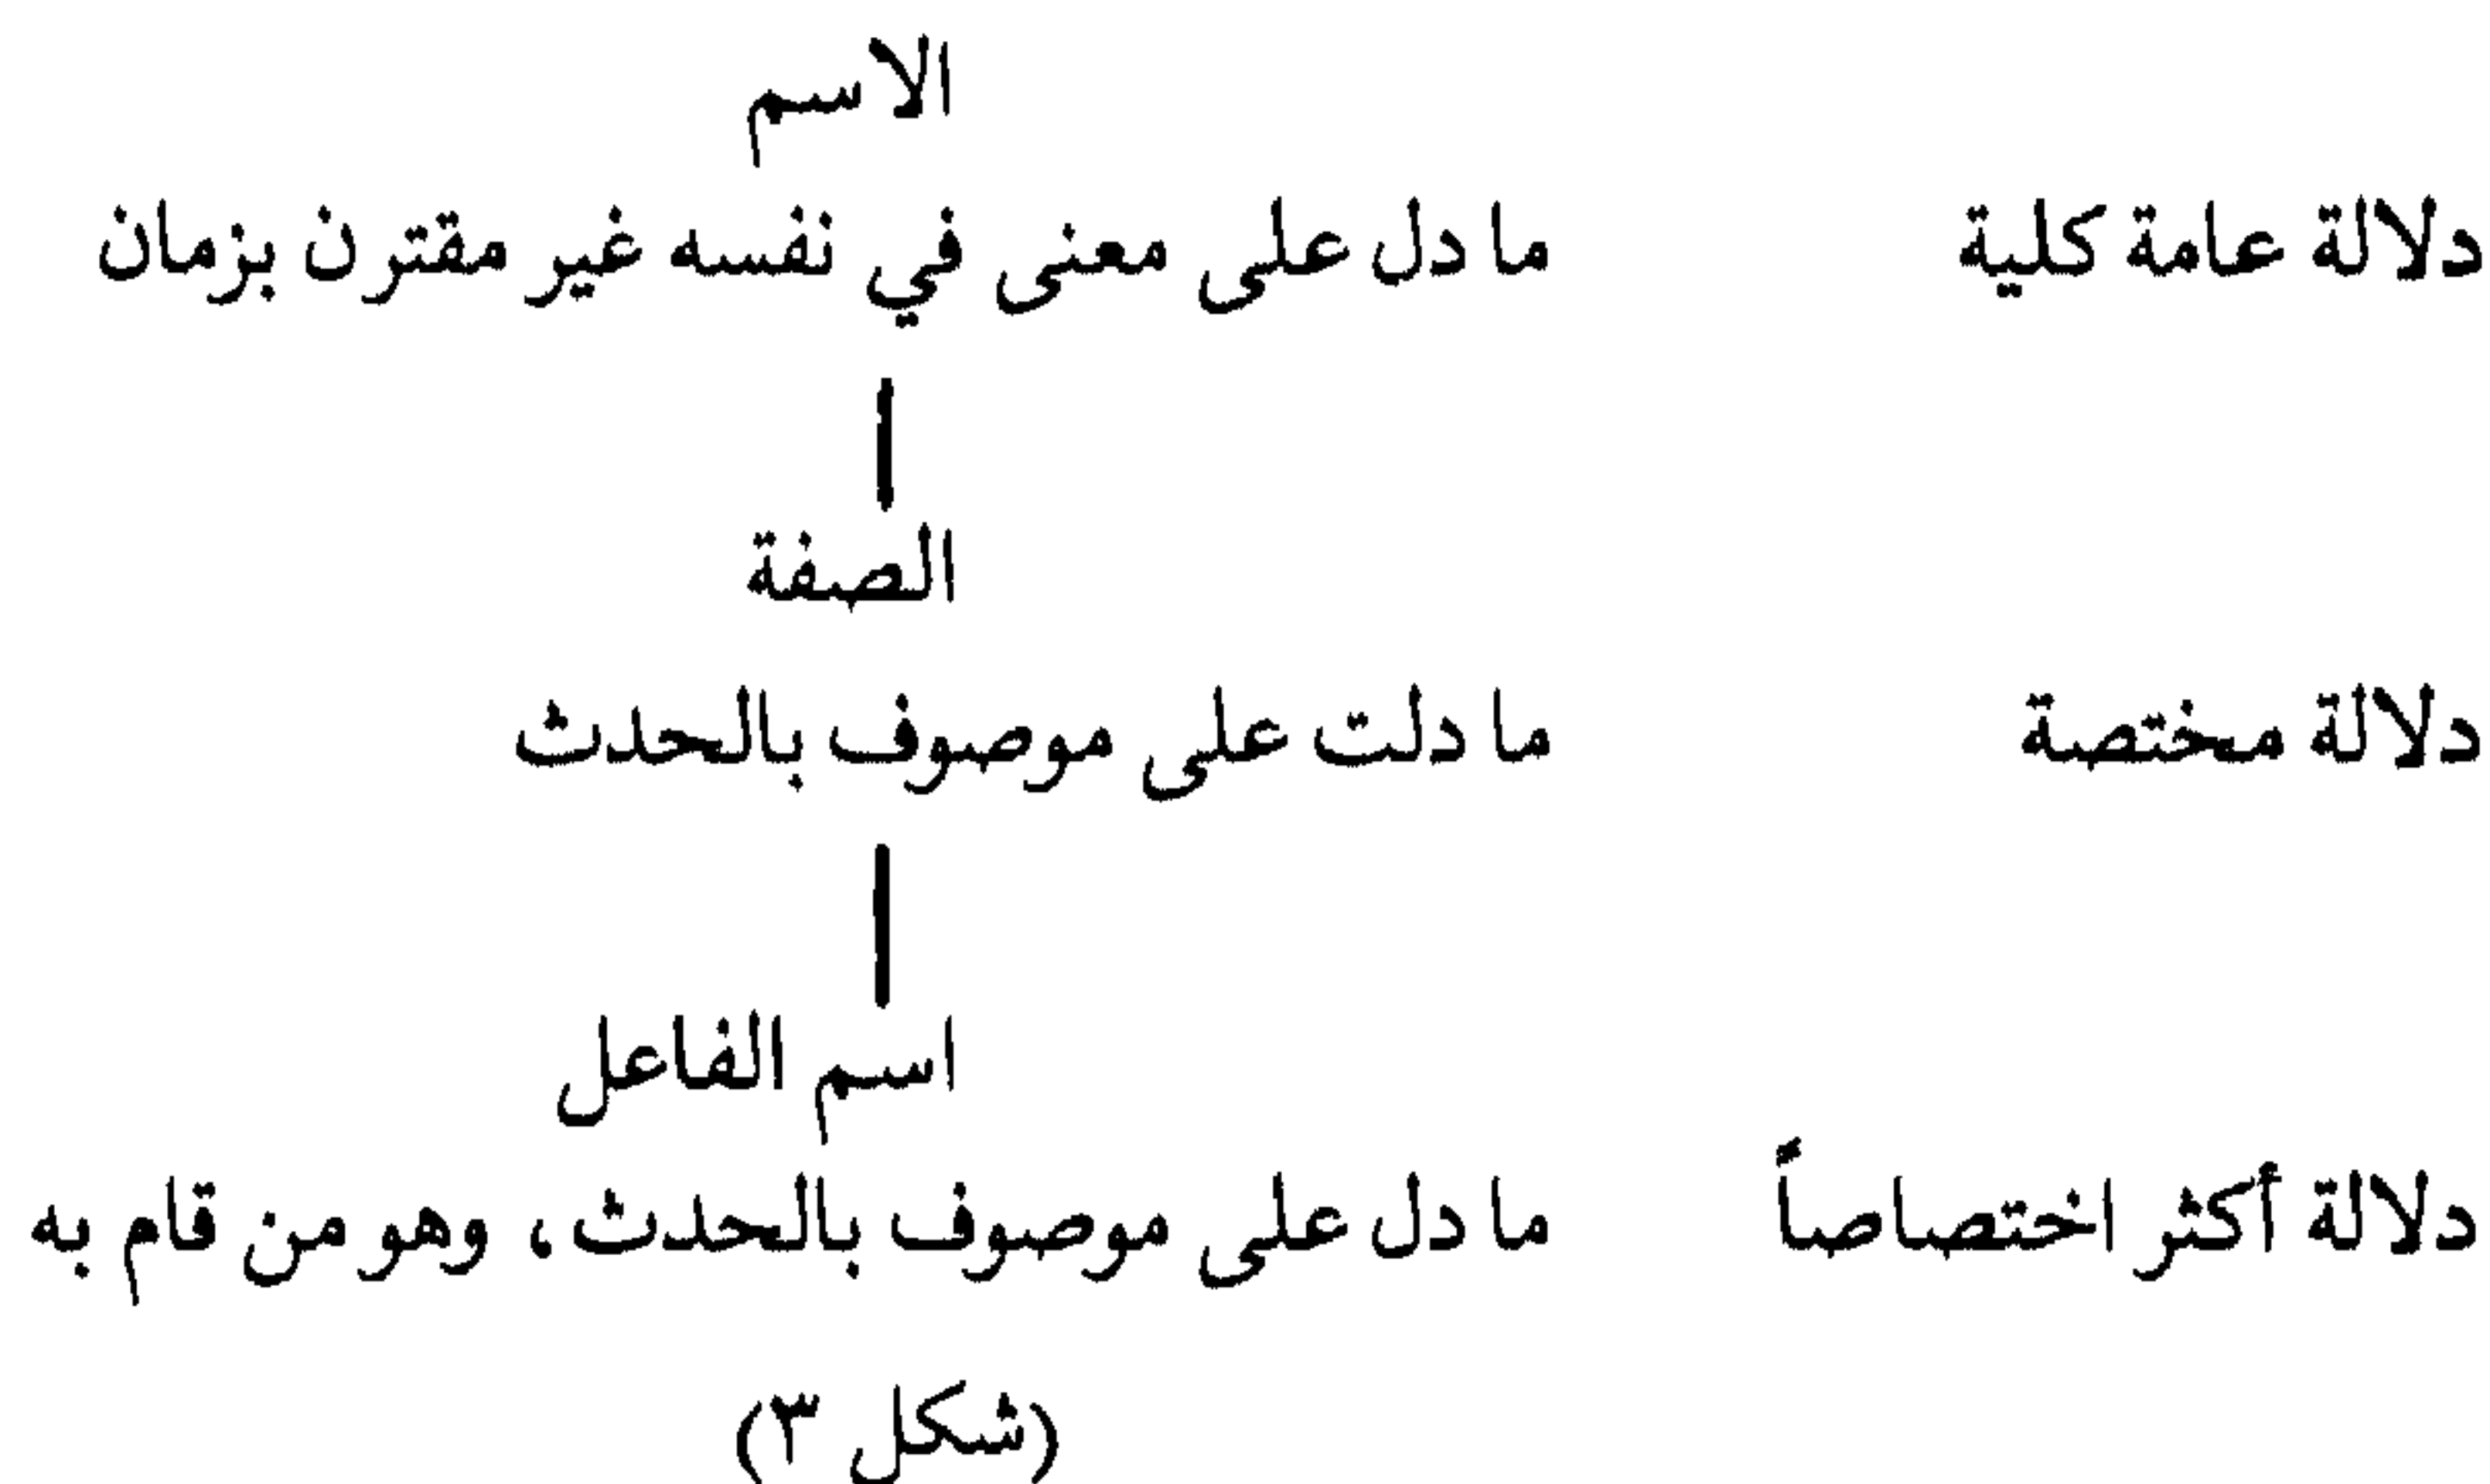 الاسم
دلالة عامة كلية ما دل على معنى في نفسه غير مقترن بزمان
الصفة
دلالة مختصة ما دلت على موصوف بالحدث
اسم الفاعل
دلالة أكثر اختصاصاً ما دل على موصوف بالحدث، وهو من قام به
(شكل ٣)